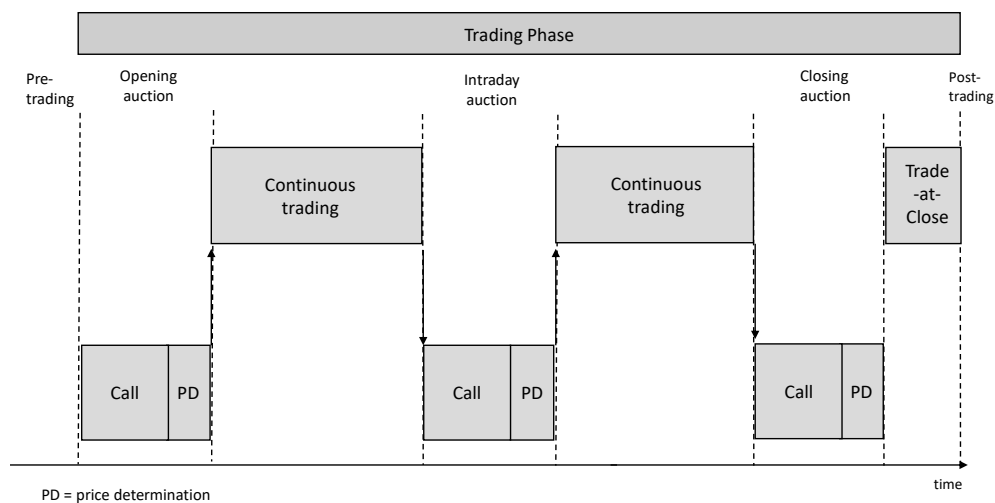 Trading Phase
Pre-
trading
Opening
auction
Intraday
auction
Closing
auction
Post-
trading
Continuous
trading
Continuous
trading
Trade
-at-
Close
Call
PD
Call
PD
Call
PD
time
PD = price determination